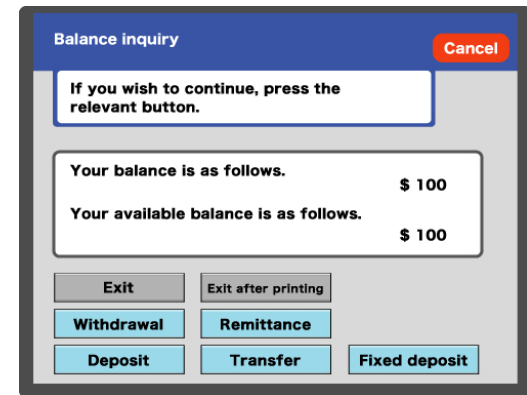 Balance inquiry
Cancel
If you wish to continue, press the
relevant button.
Your balance is as follows.
$ 100
Your available balance is as follows.
$ 100
Exit
Exit after printing
Withdrawal
Remittance
Deposit
Transfer
Fixed deposit